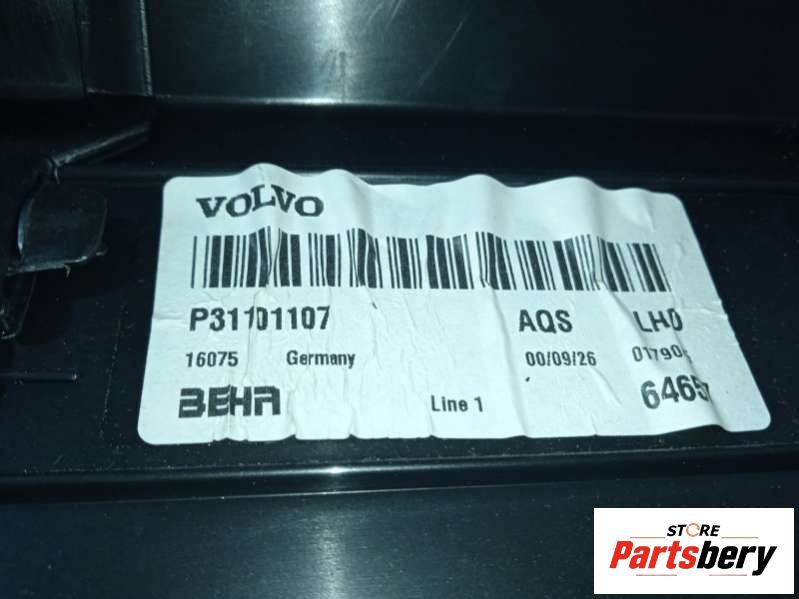 VOLVO
P31101107 AQS LHD
16075 Germany 00/09/26
BEHR Line 1
STORE
Partsbery